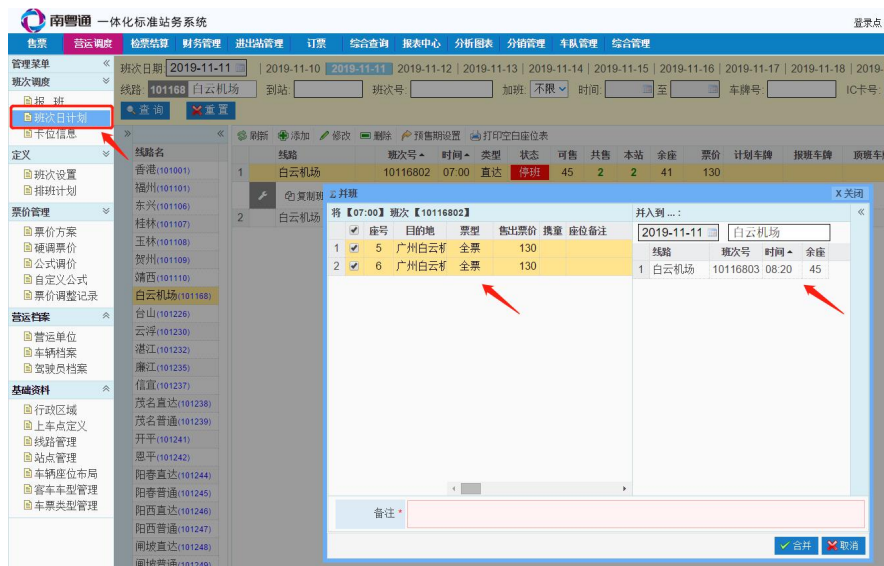 南粤通 一体化标准站务系统
登录点
售票 营运调度 检票结算 财务管理 进出站管理 订票 综合查询 报表中心 分析图表 分销管理 车队管理 综合管理
管理菜单
班次调度
报 班
班次日计划
卡位信息
定义
班次设置
排班计划
票价管理
票价方案
硬调票价
公式调价
自定义公式
票价调整记录
营运档案
营运单位
车辆档案
驾驶员档案
基础资料
行政区域
上车点定义
线路管理
站点管理
车辆座位布局
客车车型管理
车票类型管理
班次日期: 2019-11-11 | 2019-11-10 2019-11-11 2019-11-12 | 2019-11-13 | 2019-11-14 | 2019-11-15 | 2019-11-16 | 2019-11-17 | 2019-11-18 | 2019-
线路: 101168 白云机场 到站: 班次号: 加班: 不限 时间: 至 车牌号: IC卡号:
查询 重置
线路名
香港(101001)
福州(101101)
东兴(101106)
桂林(101107)
玉林(101108)
贺州(101109)
靖西(101110)
白云机场(101168)
台山(101226)
云浮(101230)
湛江(101232)
廉江(101235)
信宜(101237)
茂名直达(101238)
茂名普通(101239)
开平(101241)
恩平(101242)
阳春直达(101244)
阳春普通(101245)
阳西直达(101246)
阳西普通(101247)
闸坡直达(101248)
闸坡普通(101249)
刷新 添加 修改 删除 预售期设置 打印空白座位表
线路 班次号 时间 类型 状态 可售 共售 本站 余座 票价 计划车牌 报班车牌 顶班车
1 白云机场 10116802 07:00 直达 停班 45 2 2 41 130
复制班
2 白云机场
并班 X关闭
将【07:00】班次【10116802】
座号 目的地 票型 售出票价 携童 座位备注
1 5 广州白云机 全票 130
2 6 广州白云机 全票 130
并入到 ... :
2019-11-11 白云机场
线路 班次号 时间 余座
1 白云机场 10116803 08:20 45
备注 *
合并 取消